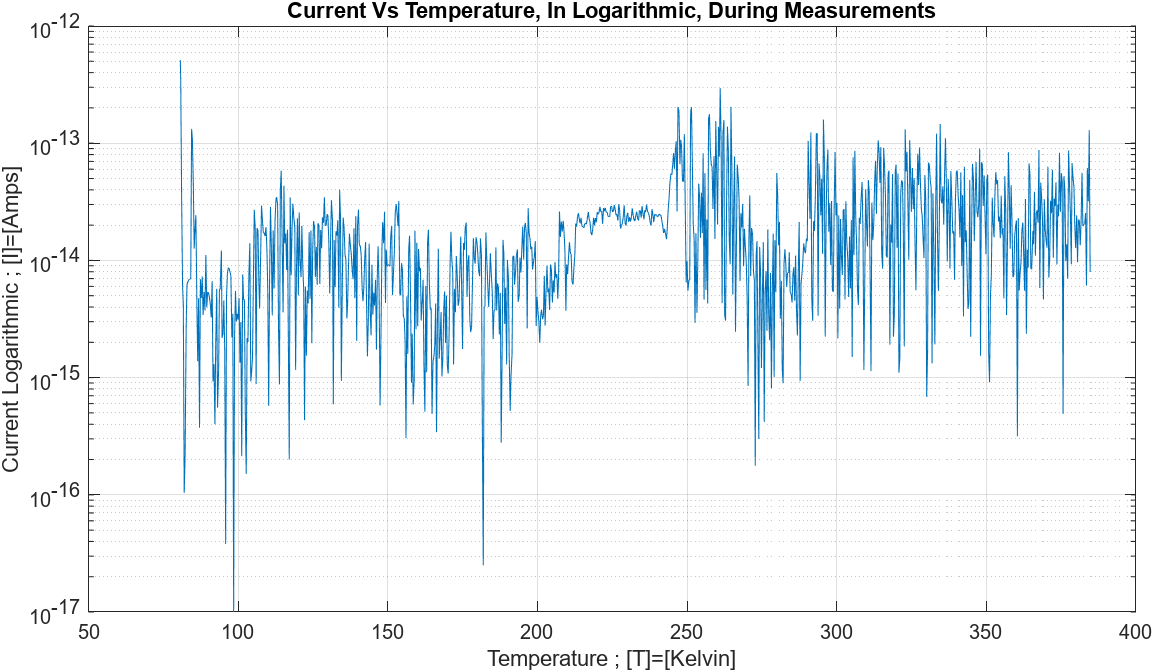 Current Vs Temperature, In Logarithmic, During Measurements
Current Logarithmic ; [I]=[Amps]
10^-12
10^-13
10^-14
10^-15
10^-16
10^-17
50 100 150 200 250 300 350 400
Temperature ; [T]=[Kelvin]